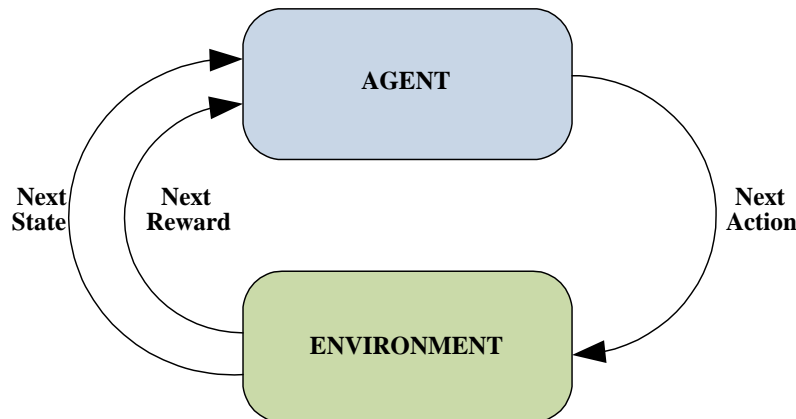 AGENT
Next
State
Next
Reward
Next
Action
ENVIRONMENT